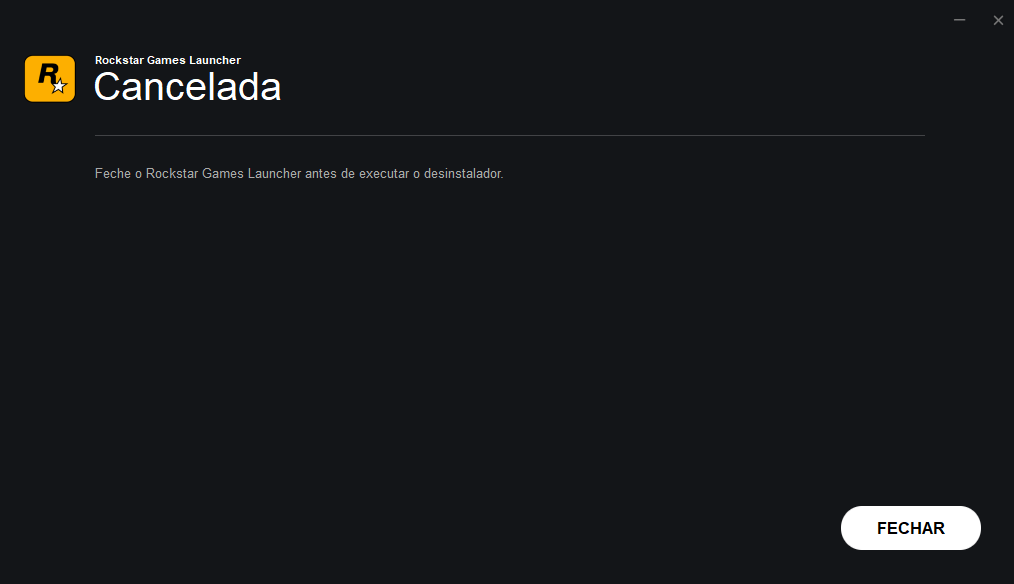 Rockstar Games Launcher
Cancelada
Feche o Rockstar Games Launcher antes de executar o desinstalador.
FECHAR